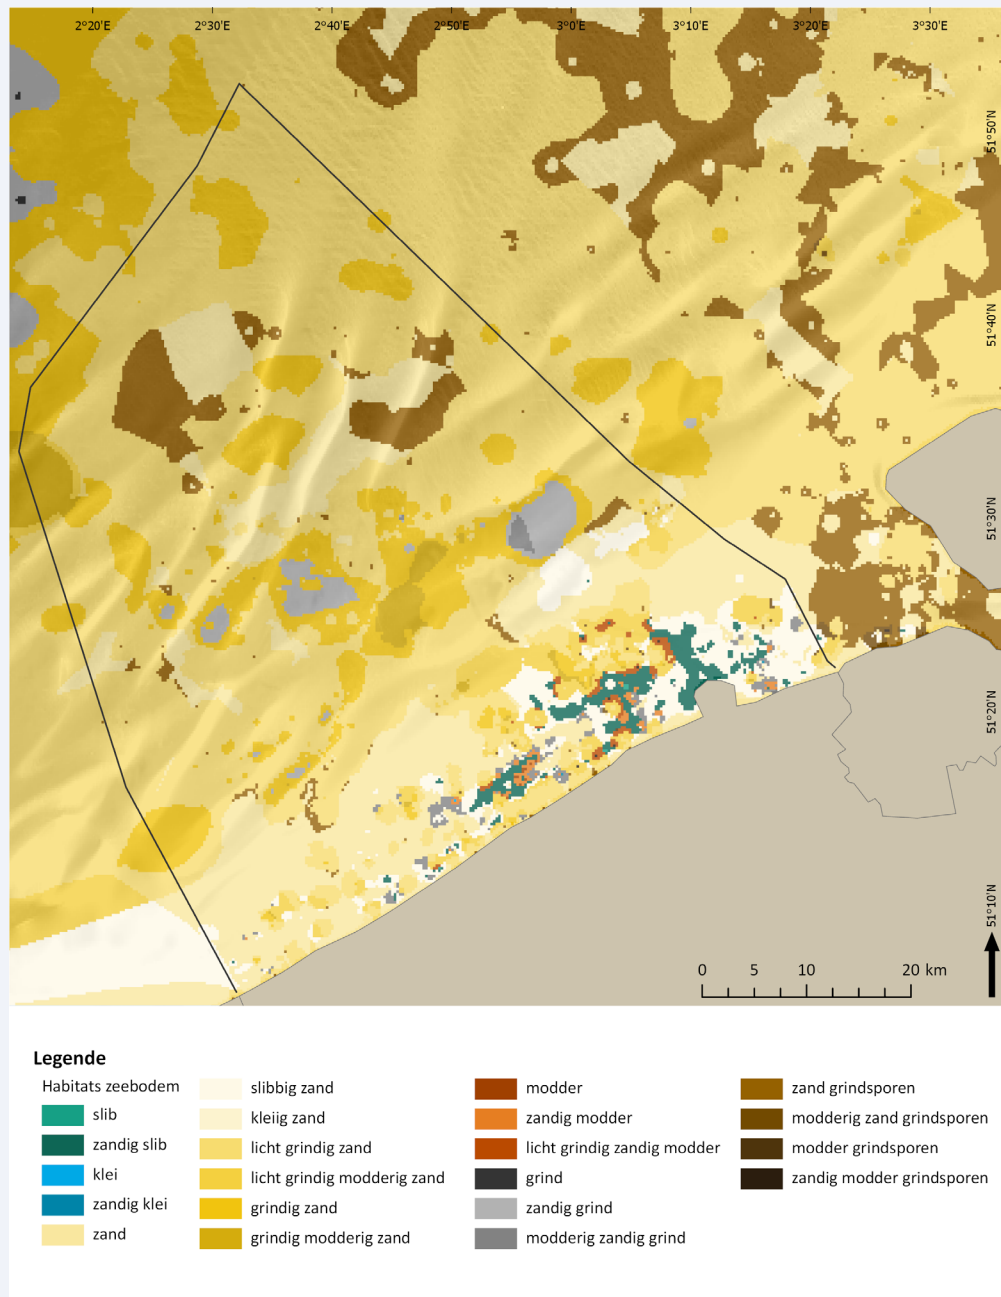 2°20'E 2°30'E 2°40'E 2°50'E 3°0'E 3°10'E 3°20'E 3°30'E
51°50'N
51°40'N
51°30'N
51°20'N
51°10'N
0 5 10 20 km
Legende
Habitats zeebodem
slib
zandig slib
klei
zandig klei
zand
slibbig zand
kleiig zand
licht grindig zand
licht grindig modderig zand
grindig zand
grindig modderig zand
modder
zandig modder
licht grindig zandig modder
grind
zandig grind
modderig zandig grind
zand grindsporen
modderig zand grindsporen
modder grindsporen
zandig modder grindsporen